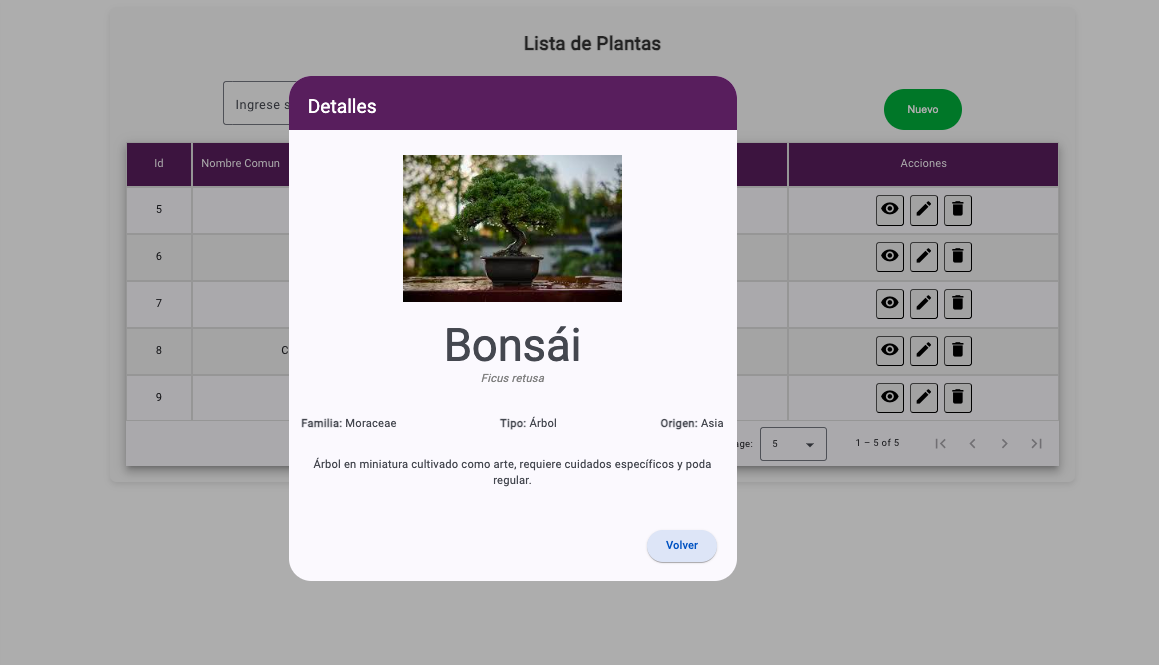 Lista de Plantas
Detalles
Ingrese s
Nuevo
Id
Nombre Comun
Acciones
5
6
7
8
C
9
Bonsái
Ficus retusa
Familia: Moraceae Tipo: Árbol Origen: Asia
Árbol en miniatura cultivado como arte, requiere cuidados específicos y poda
regular.
Volver
age:
5
1 – 5 of 5